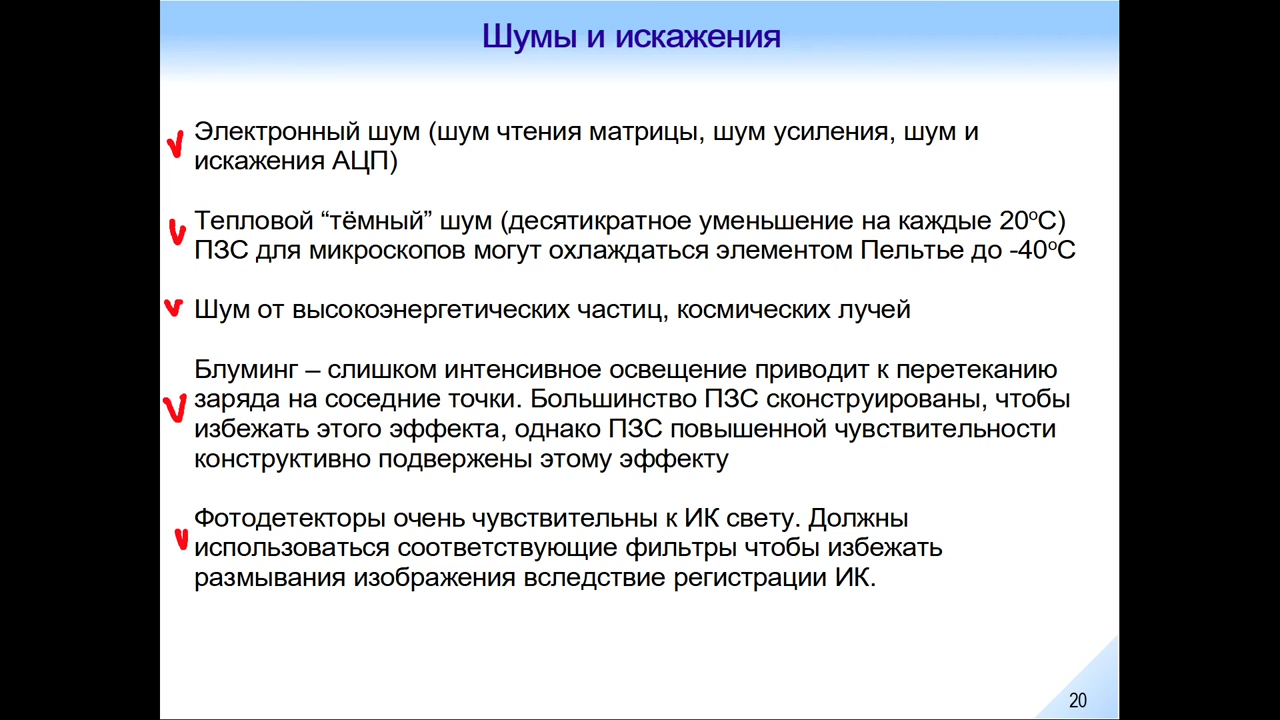 Шумы и искажения
Электронный шум (шум чтения матрицы, шум усиления, шум и
искажения АЦП)
Тепловой “тёмный” шум (десятикратное уменьшение на каждые 20ºС)
ПЗС для микроскопов могут охлаждаться элементом Пельтье до -40ºС
Шум от высокоэнергетических частиц, космических лучей
Блуминг – слишком интенсивное освещение приводит к перетеканию
заряда на соседние точки. Большинство ПЗС сконструированы, чтобы
избежать этого эффекта, однако ПЗС повышенной чувствительности
конструктивно подвержены этому эффекту
Фотодетекторы очень чувствительны к ИК свету. Должны
использоваться соответствующие фильтры чтобы избежать
размывания изображения вследствие регистрации ИК.
20